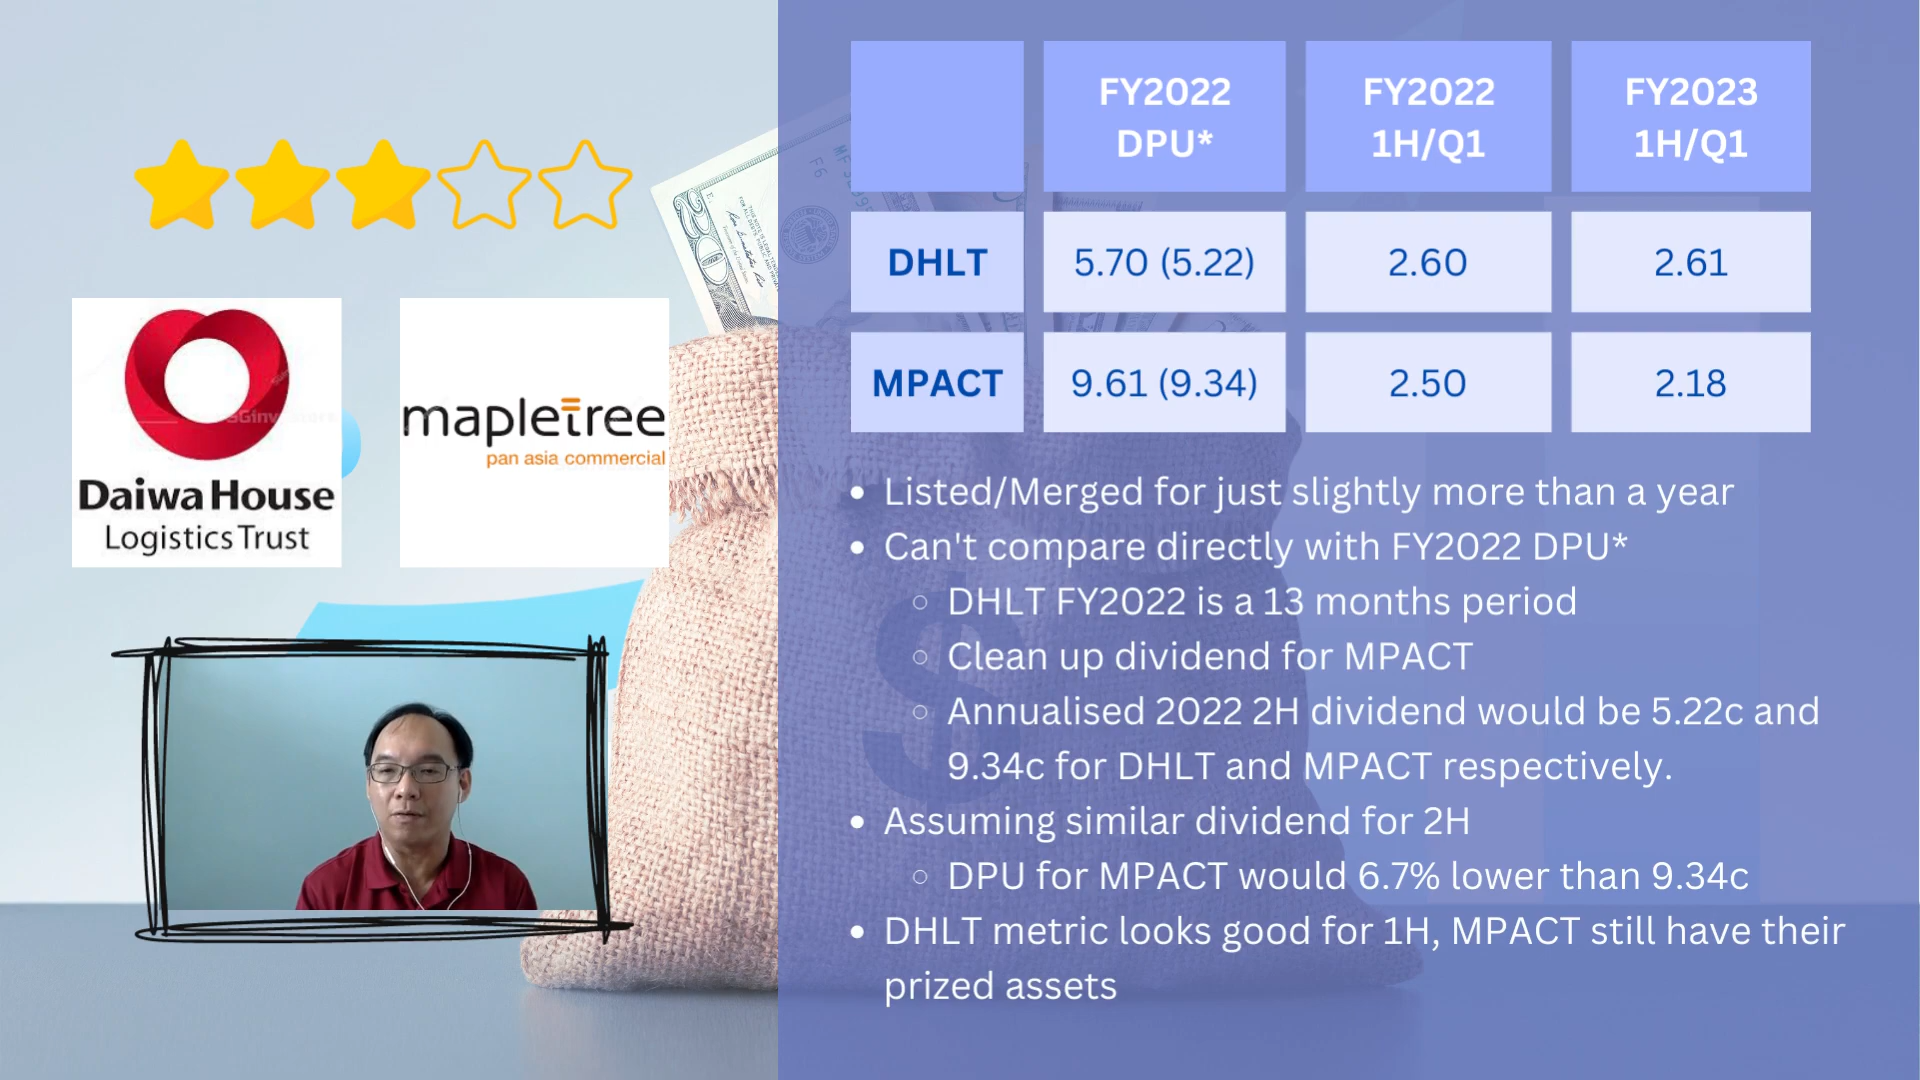 Daiwa House
Logistics Trust
mapletree
pan asia commercial
FY2022
DPU*
FY2022
1H/Q1
FY2023
1H/Q1
DHLT
5.70 (5.22)
2.60
2.61
MPACT
9.61 (9.34)
2.50
2.18
• Listed/Merged for just slightly more than a year
• Can't compare directly with FY2022 DPU*
◦ DHLT FY2022 is a 13 months period
◦ Clean up dividend for MPACT
◦ Annualised 2022 2H dividend would be 5.22c and
9.34c for DHLT and MPACT respectively.
• Assuming similar dividend for 2H
◦ DPU for MPACT would 6.7% lower than 9.34c
• DHLT metric looks good for 1H, MPACT still have their
prized assets